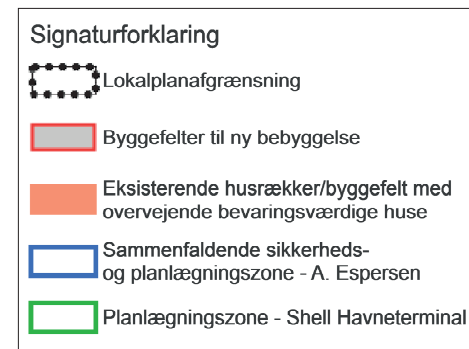 Signaturforklaring
Lokalplanafgrænsning
Byggefelter til ny bebyggelse
Eksisterende husrækker/byggefelt med
overvejende bevaringsværdige huse
Sammenfaldende sikkerheds-
og planlægningszone - A. Espersen
Planlægningszone - Shell Havneterminal